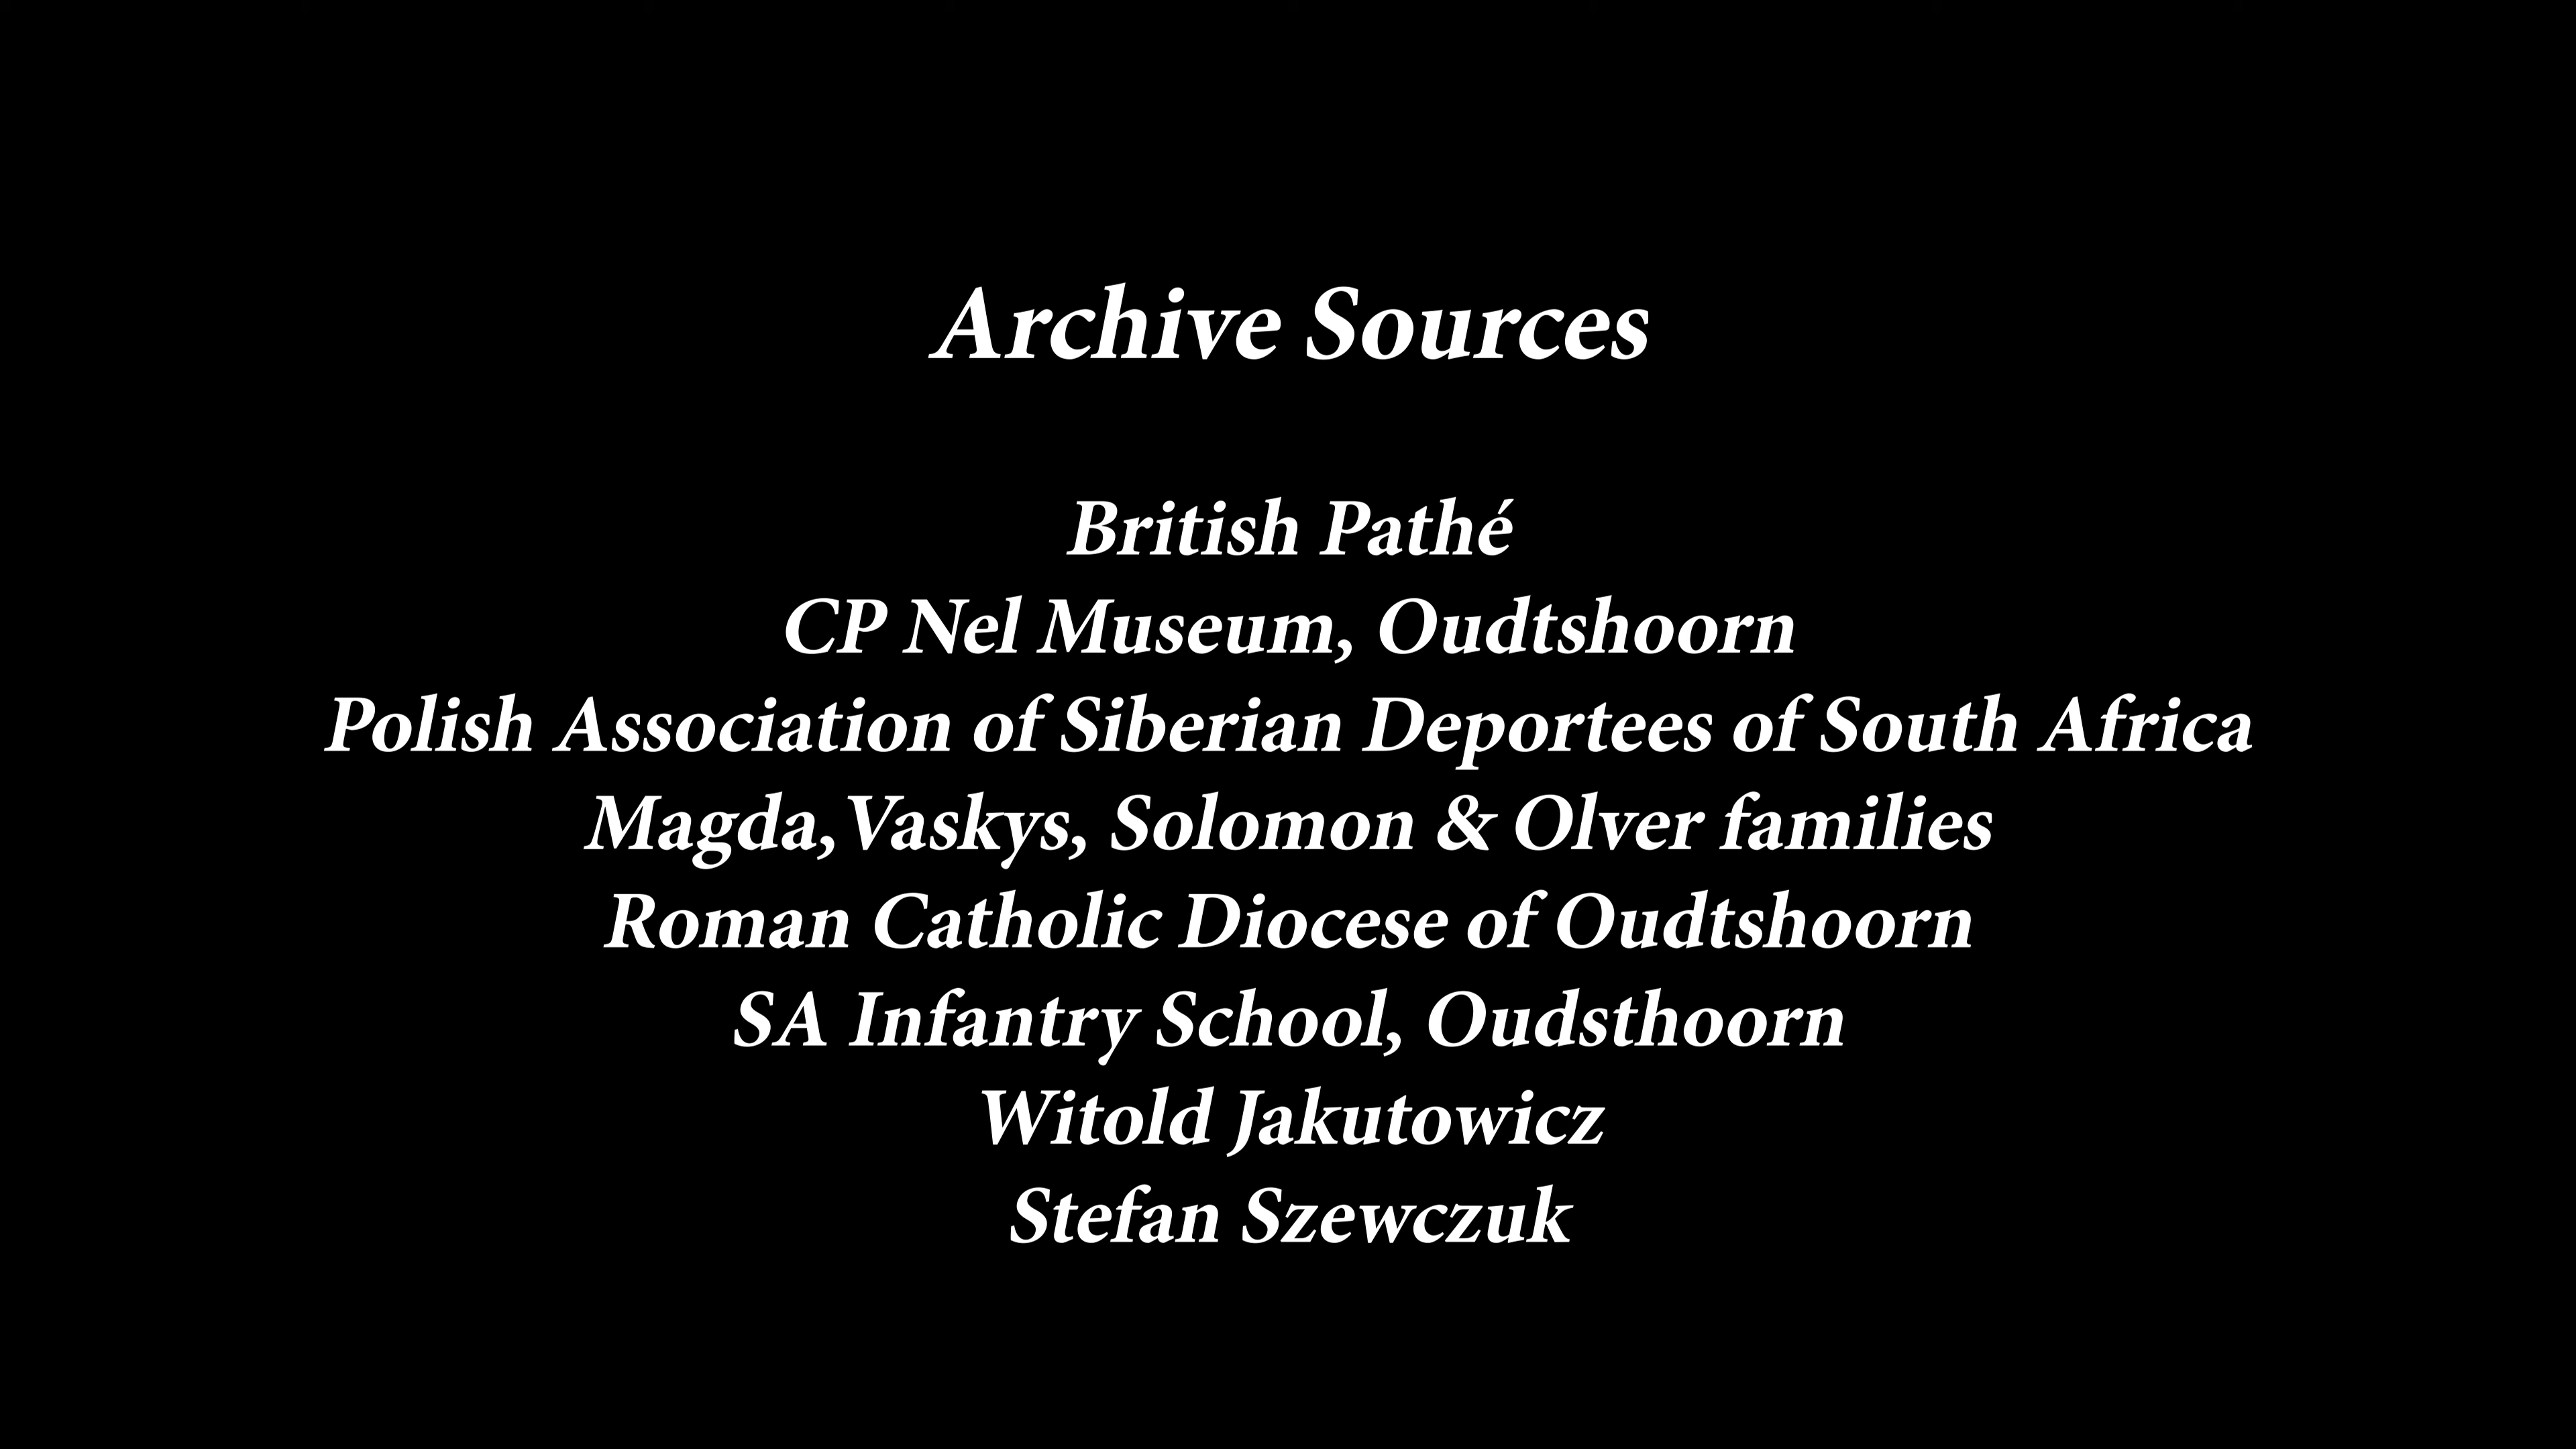 Archive Sources
British Pathé
CP Nel Museum, Oudtshoorn
Polish Association of Siberian Deportees of South Africa
Magda,Vaskys, Solomon & Olver families
Roman Catholic Diocese of Oudtshoorn
SA Infantry School, Oudsthoorn
Witold Jakutowicz
Stefan Szewczuk